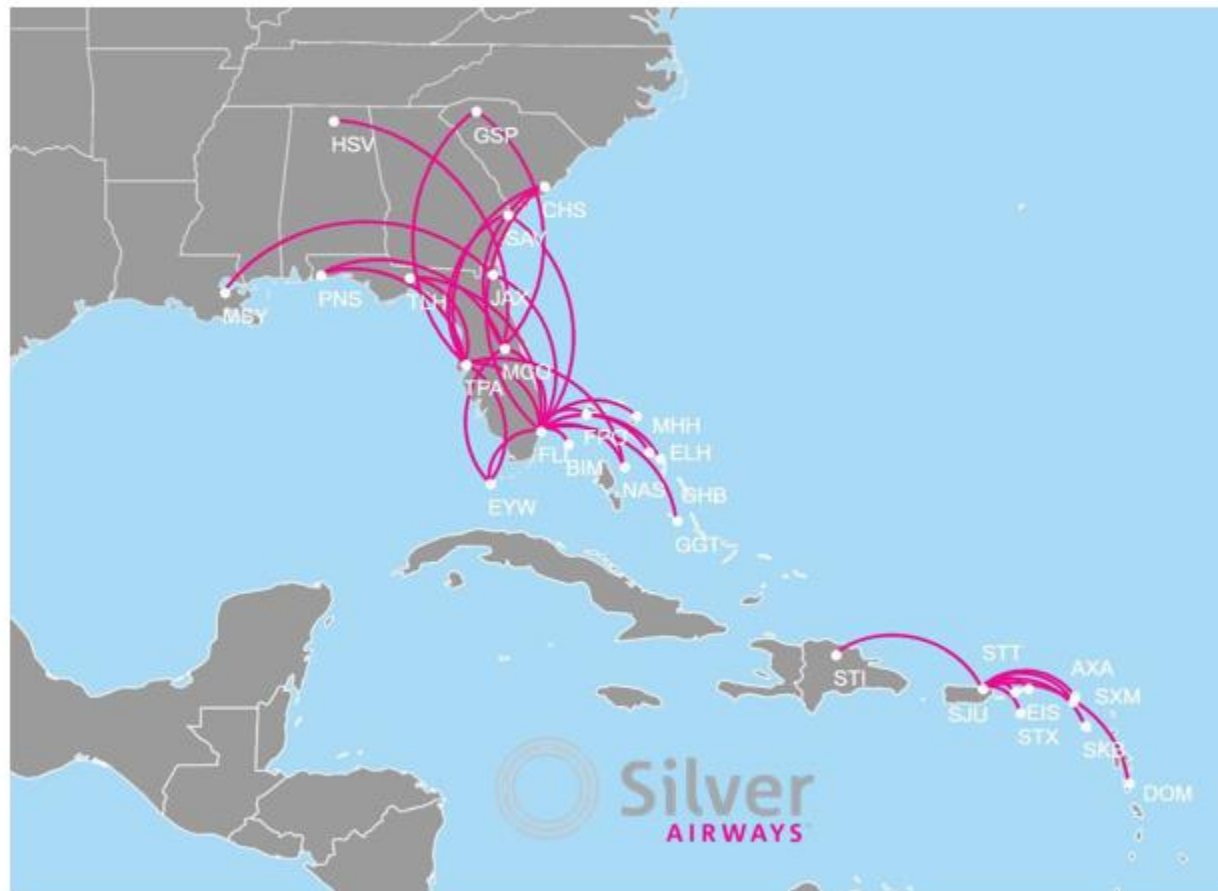 HSV
GSP
CHS
SAV
PNS
TLH
JAX
MSY
MCO
TPA
MHH
FPO
FLL
BIM
ELH
NAS
EYW
SHB
GGT
STT
AXA
STI
SJU
EIS
SXM
STX
SKB
DOM
Silver
AIRWAYS